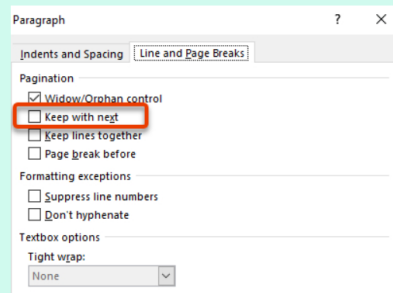 Paragraph ? ×
Indents and Spacing Line and Page Breaks
Pagination
Widow/Orphan control
Keep with next
Keep lines together
Page break before
Formatting exceptions
Suppress line numbers
Don't hyphenate
Textbox options
Tight wrap:
None